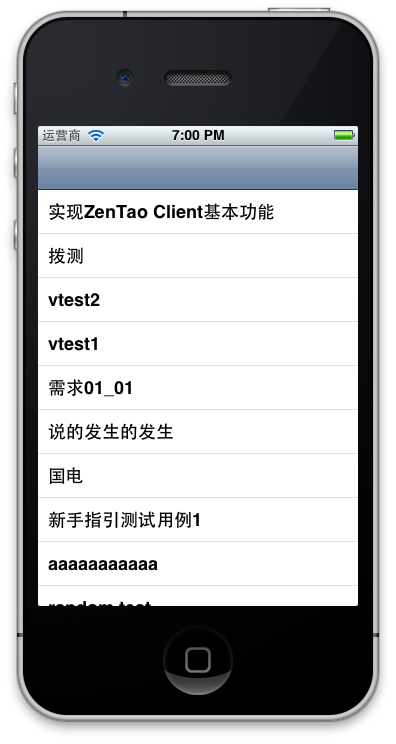 运营商 7:00 PM
实现ZenTao Client基本功能
拨测
vtest2
vtest1
需求01_01
说的发生的发生
国电
新手指引测试用例1
aaaaaaaaaaa
random test